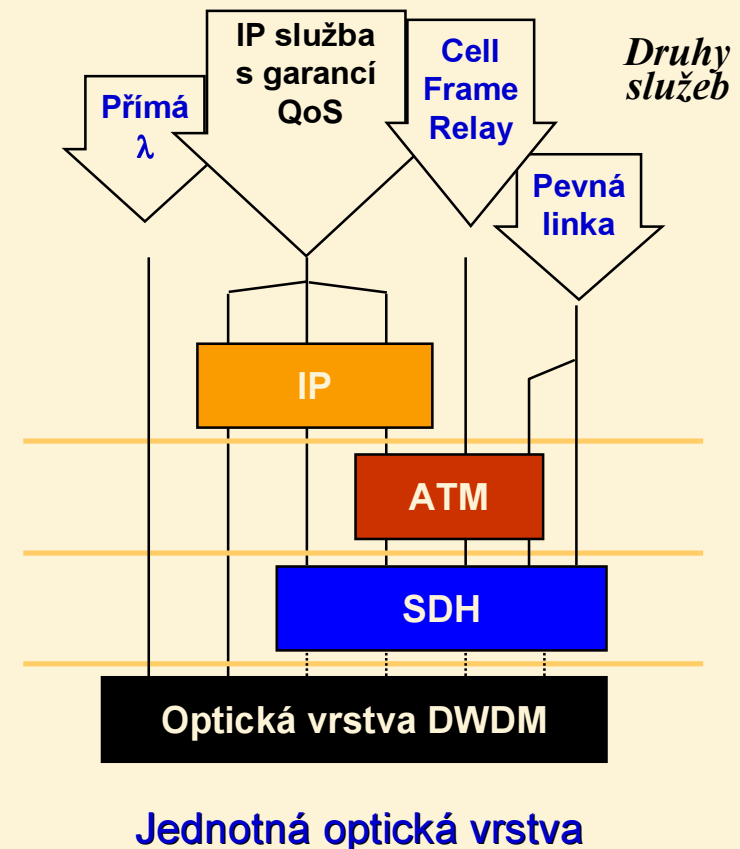 Druhy
služeb
Přímá
λ
IP služba
s garancí
QoS
Cell
Frame
Relay
Pevná
linka
IP
ATM
SDH
Optická vrstva DWDM
Jednotná optická vrstva